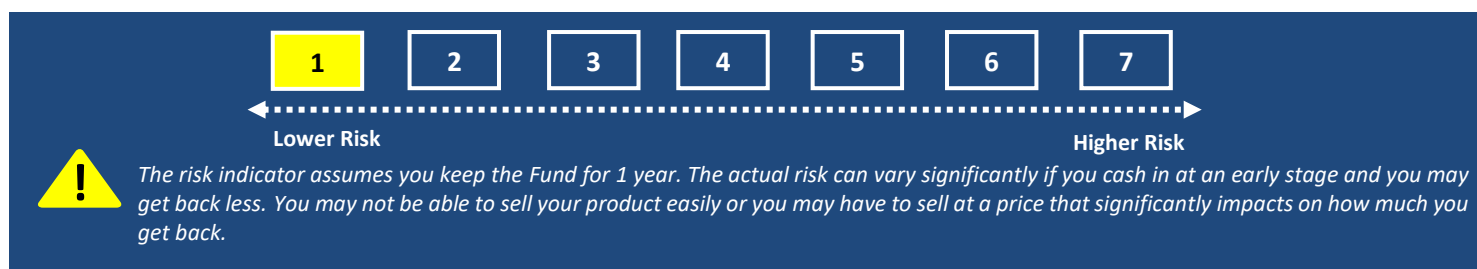 1 2 3 4 5 6 7
Lower Risk Higher Risk
!
The risk indicator assumes you keep the Fund for 1 year. The actual risk can vary significantly if you cash in at an early stage and you may
get back less. You may not be able to sell your product easily or you may have to sell at a price that significantly impacts on how much you
get back.